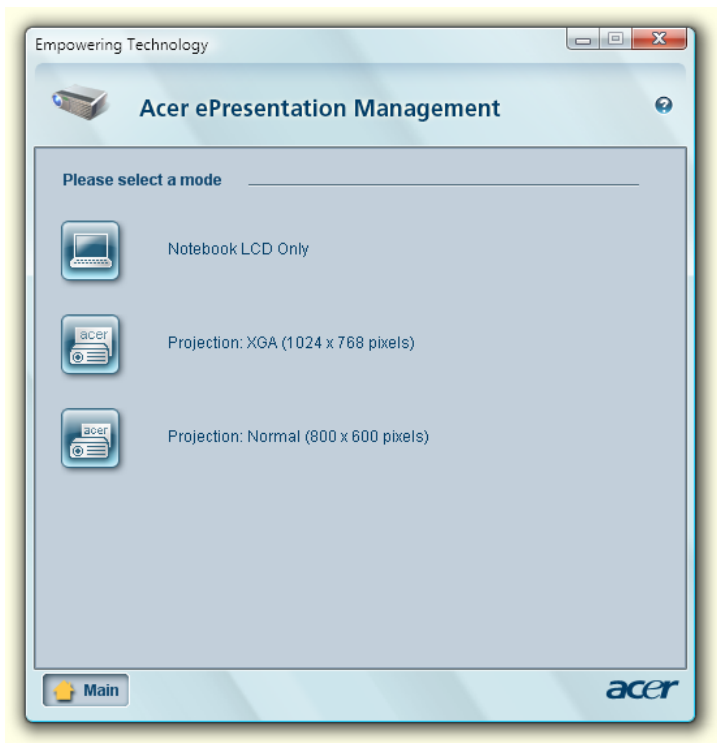 Empowering Technology
Acer ePresentation Management
Please select a mode
Notebook LCD Only
acer
Projection: XGA (1024 x 768 pixels)
acer
Projection: Normal (800 x 600 pixels)
Main
acer